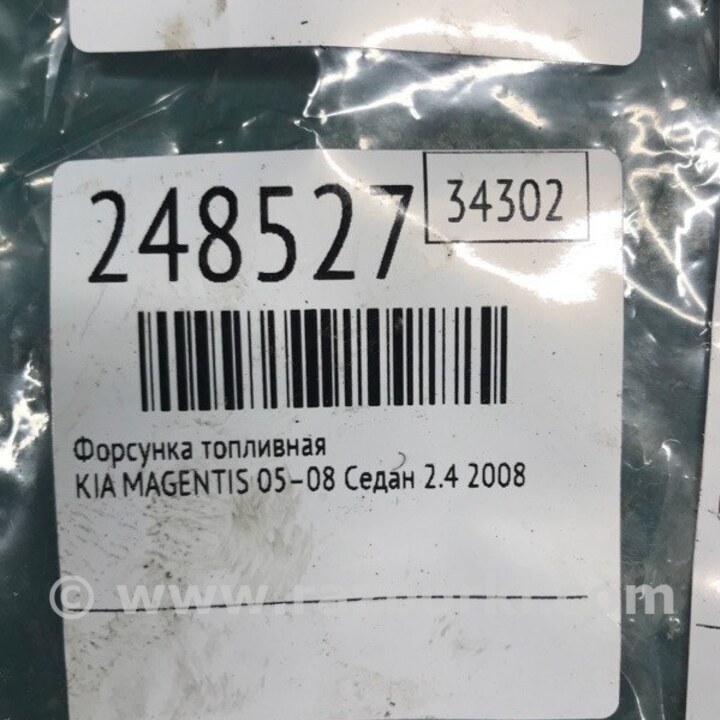 248527
34302
Форсунка топливная
KIA MAGENTIS 05-08 Седан 2.4 2008